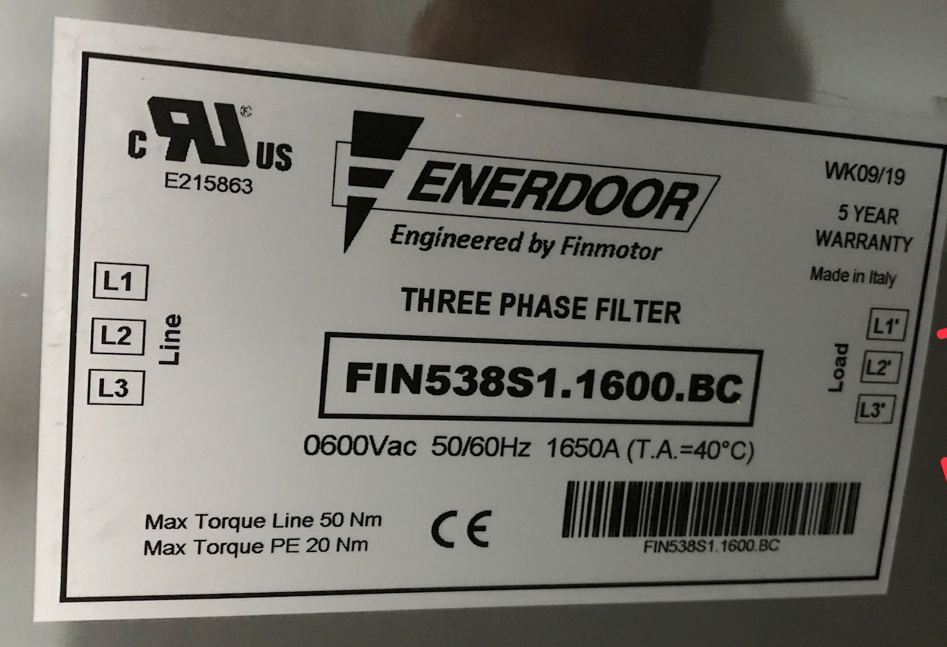 C RU® US
E215863
ENERDOOR
Engineered by Finmotor
WK09/19
5 YEAR
WARRANTY
Made in Italy
L1
L2
L3
Line
THREE PHASE FILTER
FIN538S1.1600.BC
0600Vac 50/60Hz 1650A (T.A.=40°C)
L1'
L2'
L3'
Load
Max Torque Line 50 Nm
Max Torque PE 20 Nm
CE
FIN538S1.1600.BC